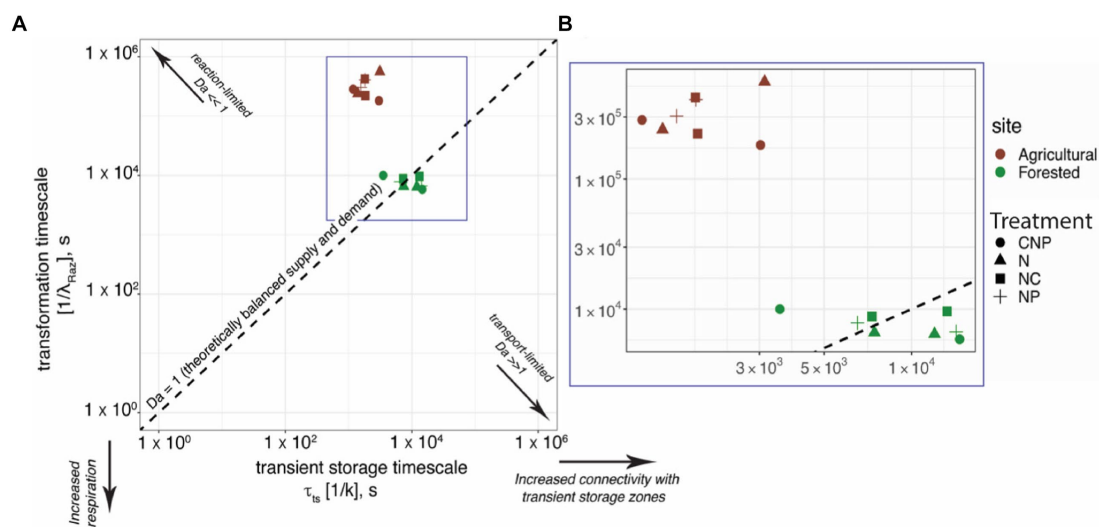 A
B
1 x 10⁶
1 x 10⁴
1 x 10²
1 x 10⁰
transformation timescale
[1/λRaz], s
reaction-limited
Da << 1
Da = 1 (theoretically balanced supply and demand)
transport-limited
Da >>1
1 x 10⁰
1 x 10²
1 x 10⁴
1 x 10⁶
transient storage timescale
τts [1/k], s
Increased
respiration
Increased connectivity with
transient storage zones
3 x 10⁵
1 x 10⁵
3 x 10⁴
1 x 10⁴
3 x 10³
5 x 10³
1 x 10⁴
site
Agricultural
Forested
Treatment
CNP
N
NC
NP